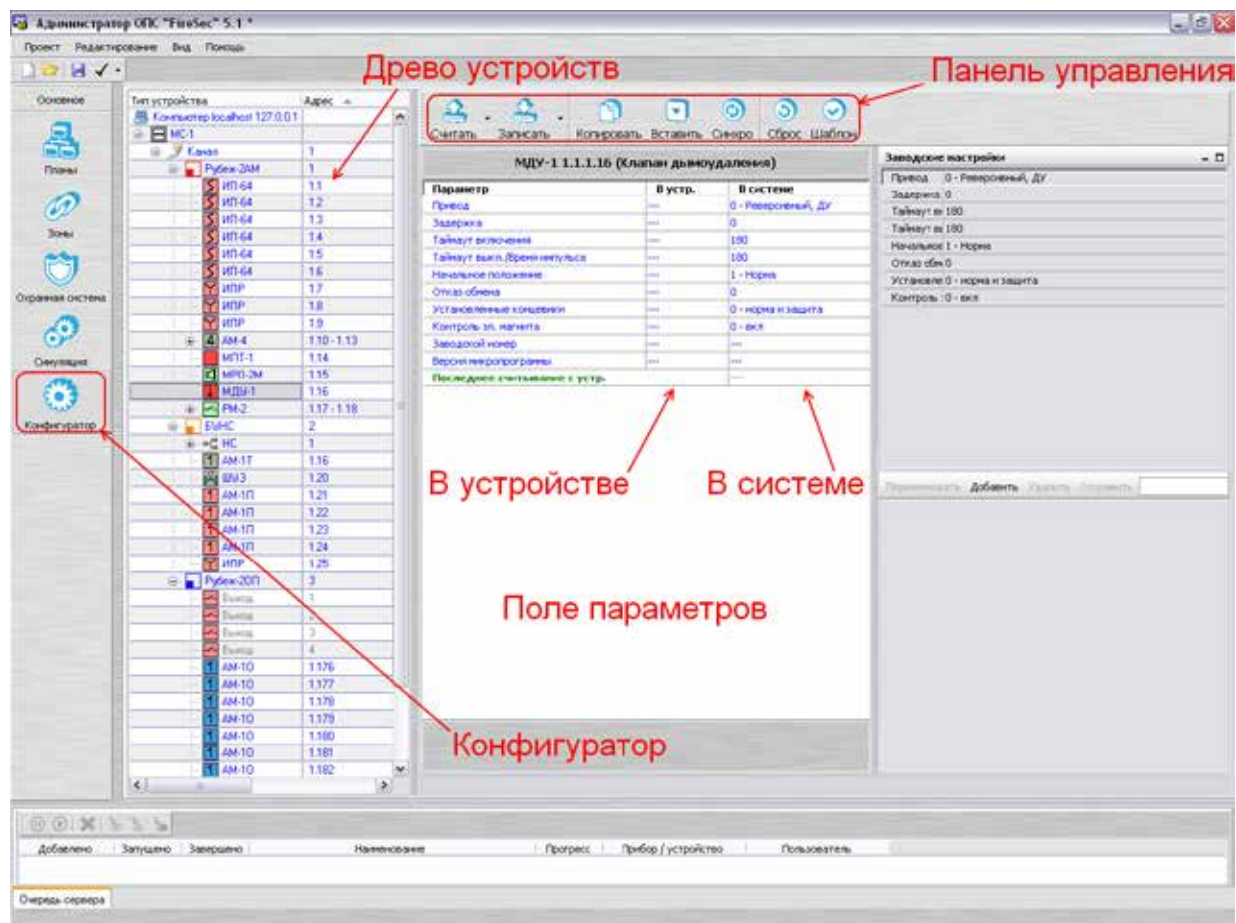 Администратор ОПС "FireSec" 5.1 *
Проект Редактирование Вид Помощь
Древо устройств
Панель управления
Основное
Планы
Зоны
Охранная система
Симуляция
Конфигуратор
Тип устройства Адрес
Компьютер localhost 127.0.0.1
МС-1
Канал 1
Рубеж-2АМ 1
ИП-64 1.1
ИП-64 1.2
ИП-64 1.3
ИП-64 1.4
ИП-64 1.5
ИП-64 1.6
ИПР 1.7
ИПР 1.8
ИПР 1.9
АМ-4 1.10 - 1.13
МПТ-1 1.14
МРО-2М 1.15
МДУ-1 1.16
РМ-2 1.17 - 1.18
БУНС 2
НС 1
АМ-1Т 1.16
ШУЗ 1.20
АМ-1П 1.21
АМ-1П 1.22
АМ-1П 1.23
АМ-1П 1.24
ИПР 1.25
Рубеж-20П 3
Выход 1
Выход 2
Выход 3
Выход 4
АМ-1О 1.176
АМ-1О 1.177
АМ-1О 1.178
АМ-1О 1.179
АМ-1О 1.180
АМ-1О 1.181
АМ-1О 1.182
Считать Записать Копировать Вставить Синхро Сброс Шаблон
МДУ-1 1.1.1.16 (Клапан дымоудаления)
Параметр В устр. В системе
Привод --- 0 - Реверсивный, ДУ
Задержка --- 0
Таймаут включения --- 180
Таймаут выкл./Время импульса --- 180
Начальное положение --- 1 - Норма
Отказ обмена --- 0
Установленные концевики --- 0 - норма и защита
Контроль эл. магнита --- 0 - вкл
Заводской номер --- ---
Версия микропрограммы --- ---
Последнее считывание с устр. ---
В устройстве
В системе
Поле параметров
Конфигуратор
Заводские настройки
Привод 0 - Реверсивный, ДУ
Задержка 0
Таймаут вк 180
Таймаут вы 180
Начальное 1 - Норма
Отказ обм 0
Установле 0 - норма и защита
Контроль : 0 - вкл
Переименовать Добавить Удалить Сохранить
Добавлено Запущено Завершено Наименование Прогресс Прибор / устройство Пользователь
Очередь сервера